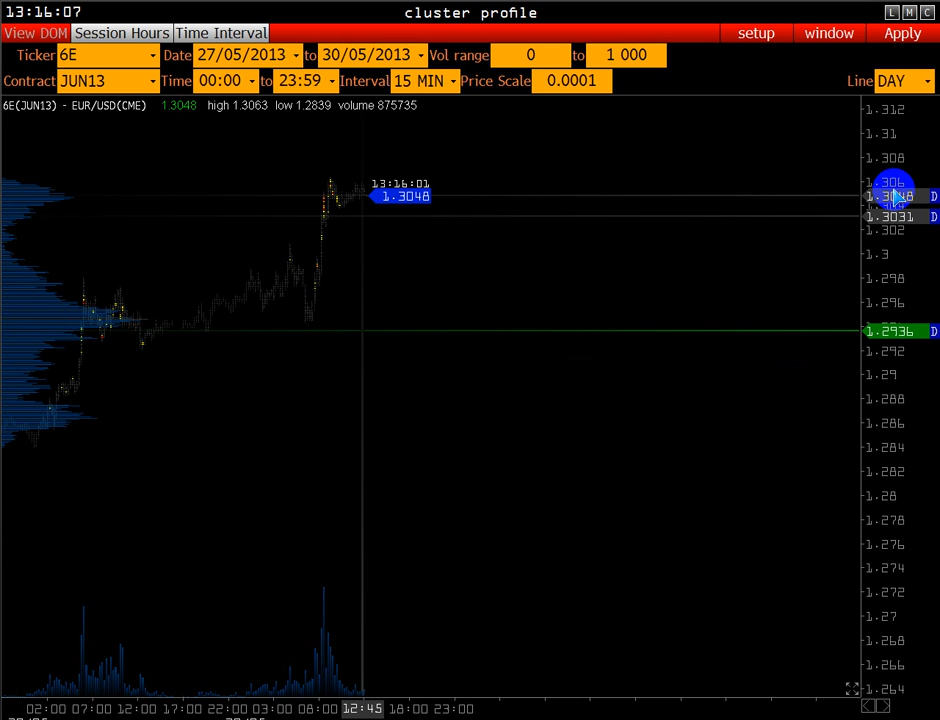 13:16:07 cluster profile L M C
View DOM Session Hours Time Interval setup window Apply
Ticker 6E Date 27/05/2013 to 30/05/2013 Vol range 0 to 1 000
Contract JUN13 Time 00:00 to 23:59 Interval 15 MIN Price Scale 0.0001 Line DAY
6E(JUN13) - EUR/USD(CME) 1.3048 high 1.3063 low 1.2839 volume 875735
1.312
1.31
1.308
13:16:01
1.306
1.3048
1.3048 D
1.3031 D
1.302
1.3
1.298
1.296
1.2936 D
1.292
1.29
1.288
1.286
1.284
1.282
1.28
1.278
1.276
1.274
1.272
1.27
1.268
1.266
1.264
02:00 07:00 12:00 17:00 22:00 03:00 08:00 12:45 18:00 23:00